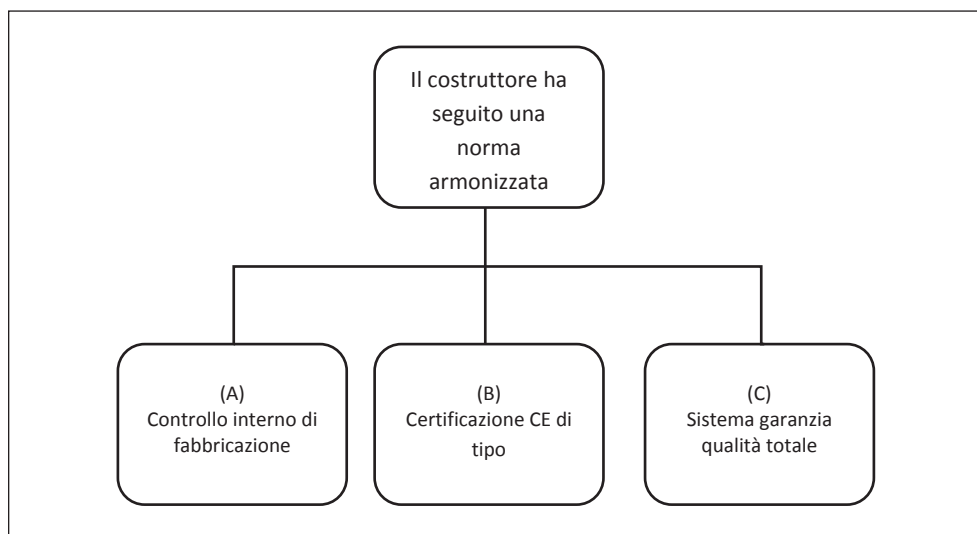 Il costruttore ha
seguito una
norma
armonizzata
(A)
Controllo interno di
fabbricazione
(B)
Certificazione CE di
tipo
(C)
Sistema garanzia
qualità totale